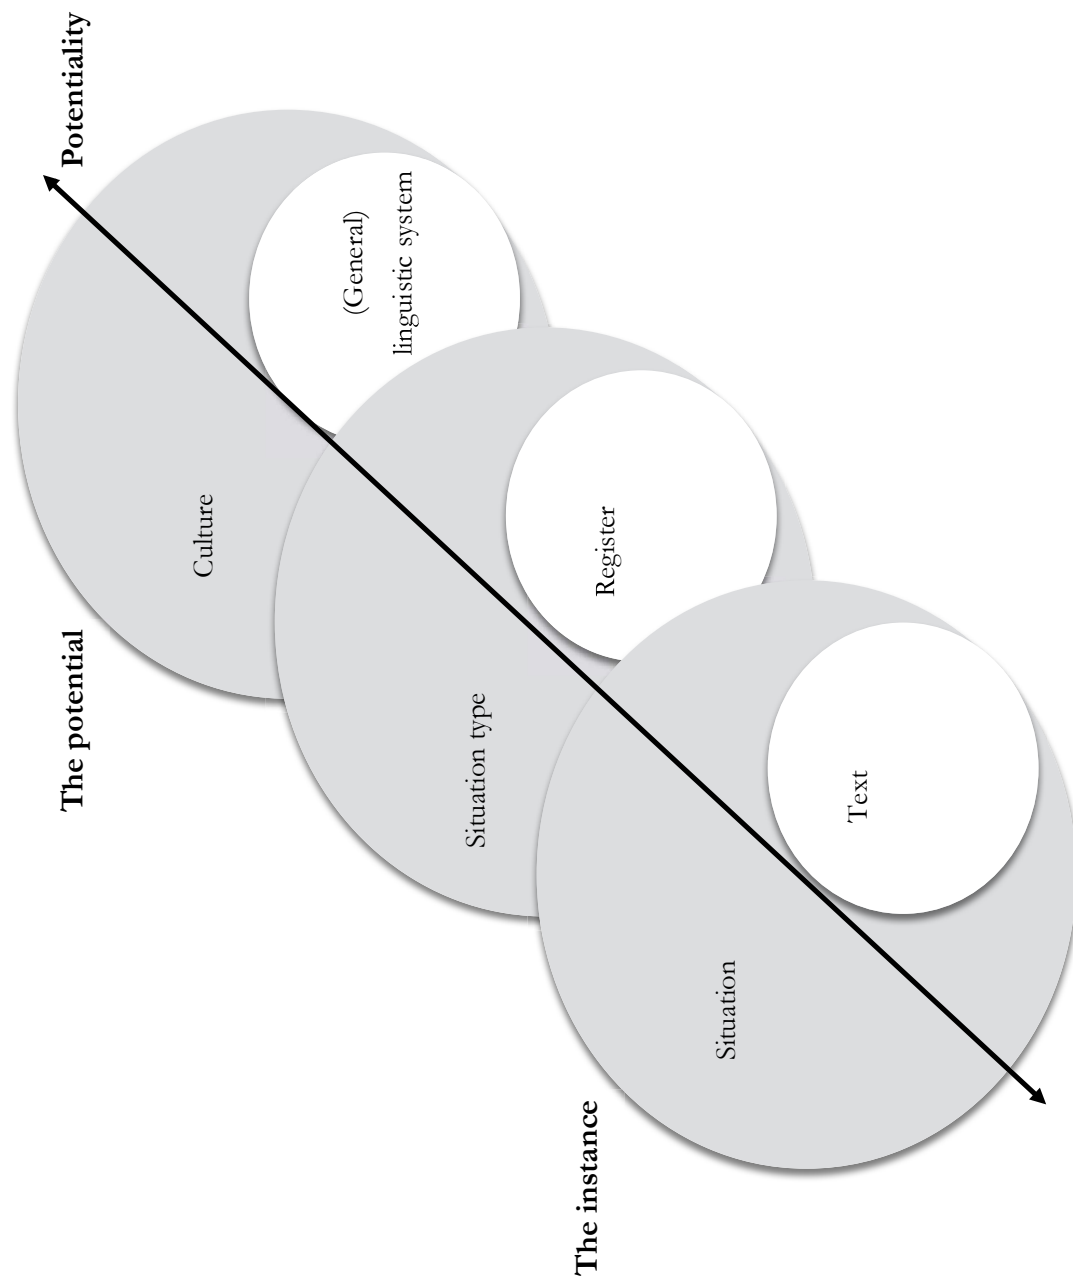 Potentiality
The potential
Culture
(General)
linguistic system
Situation type
Register
The instance
Situation
Text